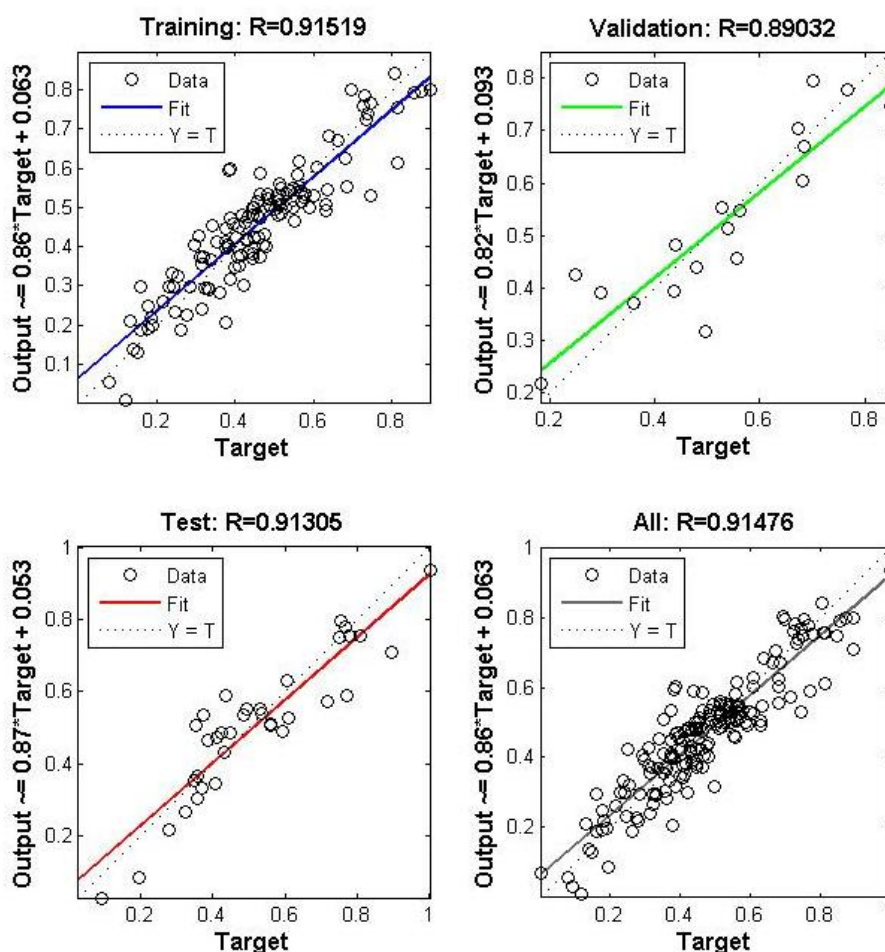 Training: R=0.91519
Output ~= 0.86*Target + 0.063
Data
Fit
Y = T
0.8
0.7
0.6
0.5
0.4
0.3
0.2
0.1
0.2
0.4
0.6
0.8
Target
Validation: R=0.89032
Output ~= 0.82*Target + 0.093
Data
Fit
Y = T
0.8
0.7
0.6
0.5
0.4
0.3
0.2
0.2
0.4
0.6
0.8
Target
Test: R=0.91305
Output ~= 0.87*Target + 0.053
Data
Fit
Y = T
1
0.8
0.6
0.4
0.2
0.2
0.4
0.6
0.8
1
Target
All: R=0.91476
Output ~= 0.86*Target + 0.063
Data
Fit
Y = T
1
0.8
0.6
0.4
0.2
0.2
0.4
0.6
0.8
Target